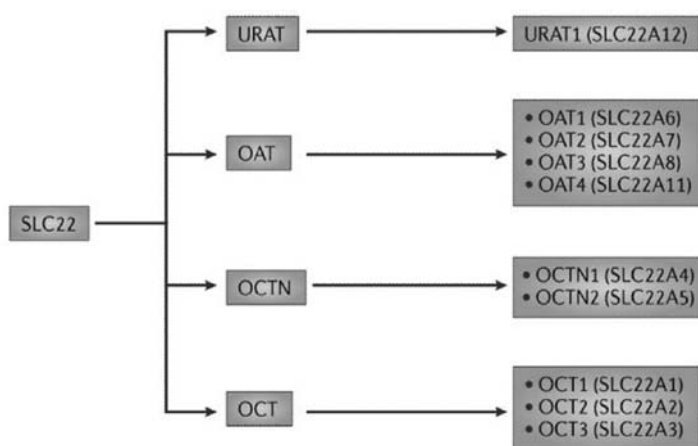 URAT
URAT1 (SLC22A12)
OAT
• OAT1 (SLC22A6)
• OAT2 (SLC22A7)
• OAT3 (SLC22A8)
• OAT4 (SLC22A11)
SLC22
OCTN
• OCTN1 (SLC22A4)
• OCTN2 (SLC22A5)
OCT
• OCT1 (SLC22A1)
• OCT2 (SLC22A2)
• OCT3 (SLC22A3)